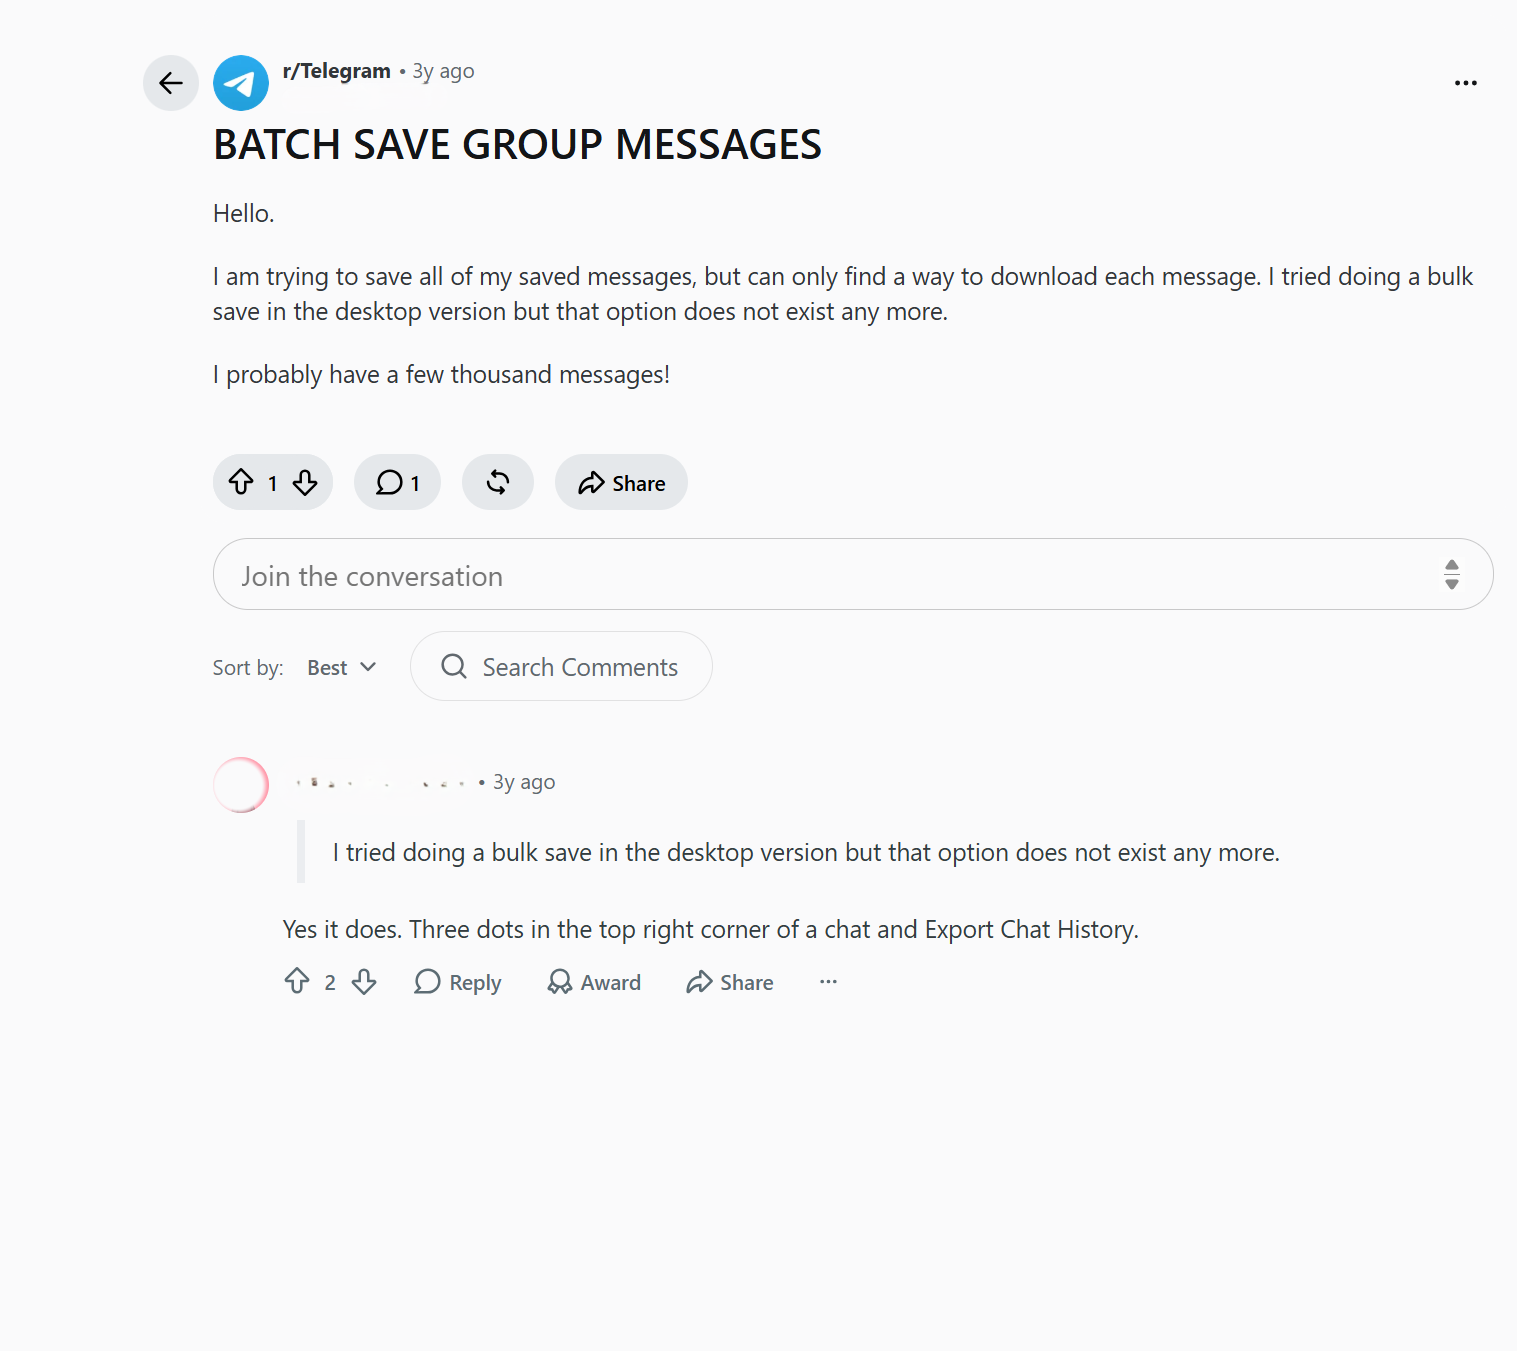 r/Telegram • 3y ago
BATCH SAVE GROUP MESSAGES
Hello.
I am trying to save all of my saved messages, but can only find a way to download each message. I tried doing a bulk
save in the desktop version but that option does not exist any more.
I probably have a few thousand messages!
1
1
Share
Join the conversation
Sort by: Best
Search Comments
• 3y ago
I tried doing a bulk save in the desktop version but that option does not exist any more.
Yes it does. Three dots in the top right corner of a chat and Export Chat History.
2
Reply
Award
Share